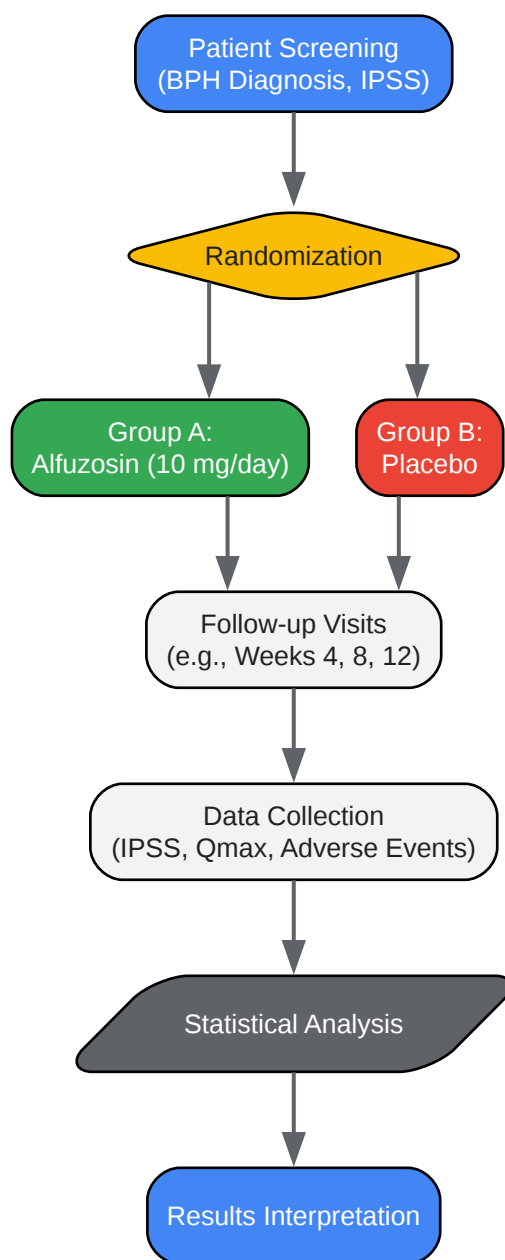 Patient Screening
(BPH Diagnosis, IPSS)
Randomization
Group A:
Alfuzosin (10 mg/day)
Group B:
Placebo
Follow-up Visits
(e.g., Weeks 4, 8, 12)
Data Collection
(IPSS, Qmax, Adverse Events)
Statistical Analysis
Results Interpretation